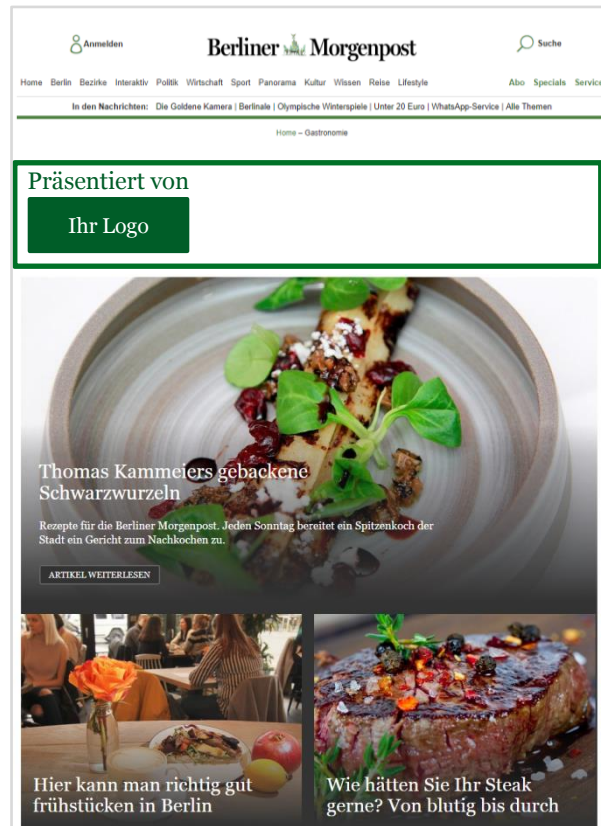 Anmelden
Berliner Morgenpost
Suche
Home Berlin Bezirke Interaktiv Politik Wirtschaft Sport Panorama Kultur Wissen Reise Lifestyle Abo Specials Service
In den Nachrichten: Die Goldene Kamera | Berlinale | Olympische Winterspiele | Unter 20 Euro | WhatsApp-Service | Alle Themen
Home – Gastronomie
Präsentiert von
Ihr Logo
Thomas Kammeiers gebackene
Schwarzwurzeln
Rezepte für die Berliner Morgenpost. Jeden Sonntag bereitet ein Spitzenkoch der
Stadt ein Gericht zum Nachkochen zu.
ARTIKEL WEITERLESEN
Hier kann man richtig gut
frühstücken in Berlin
Wie hätten Sie Ihr Steak
gerne? Von blutig bis durch